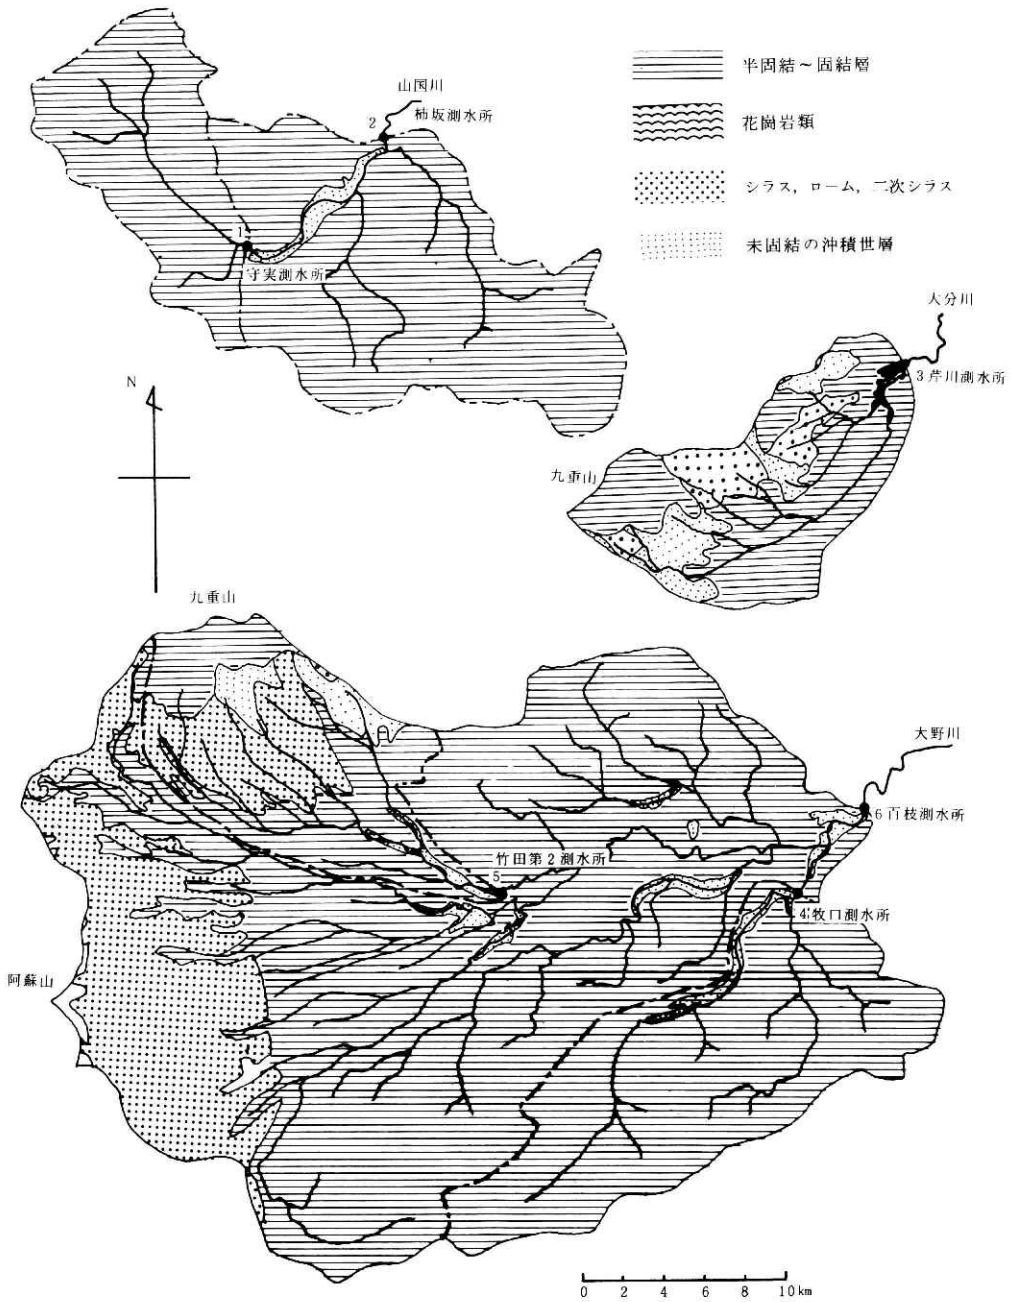 半固結～固結層
花崗岩類
シラス，ローム，二次シラス
未固結の沖積世層
山国川
2
柿坂測水所
1
守実測水所
大分川
3芹川測水所
N
九重山
九重山
大野川
6百枝測水所
竹田第2測水所
5
4牧口測水所
阿蘇山
0 2 4 6 8 10km